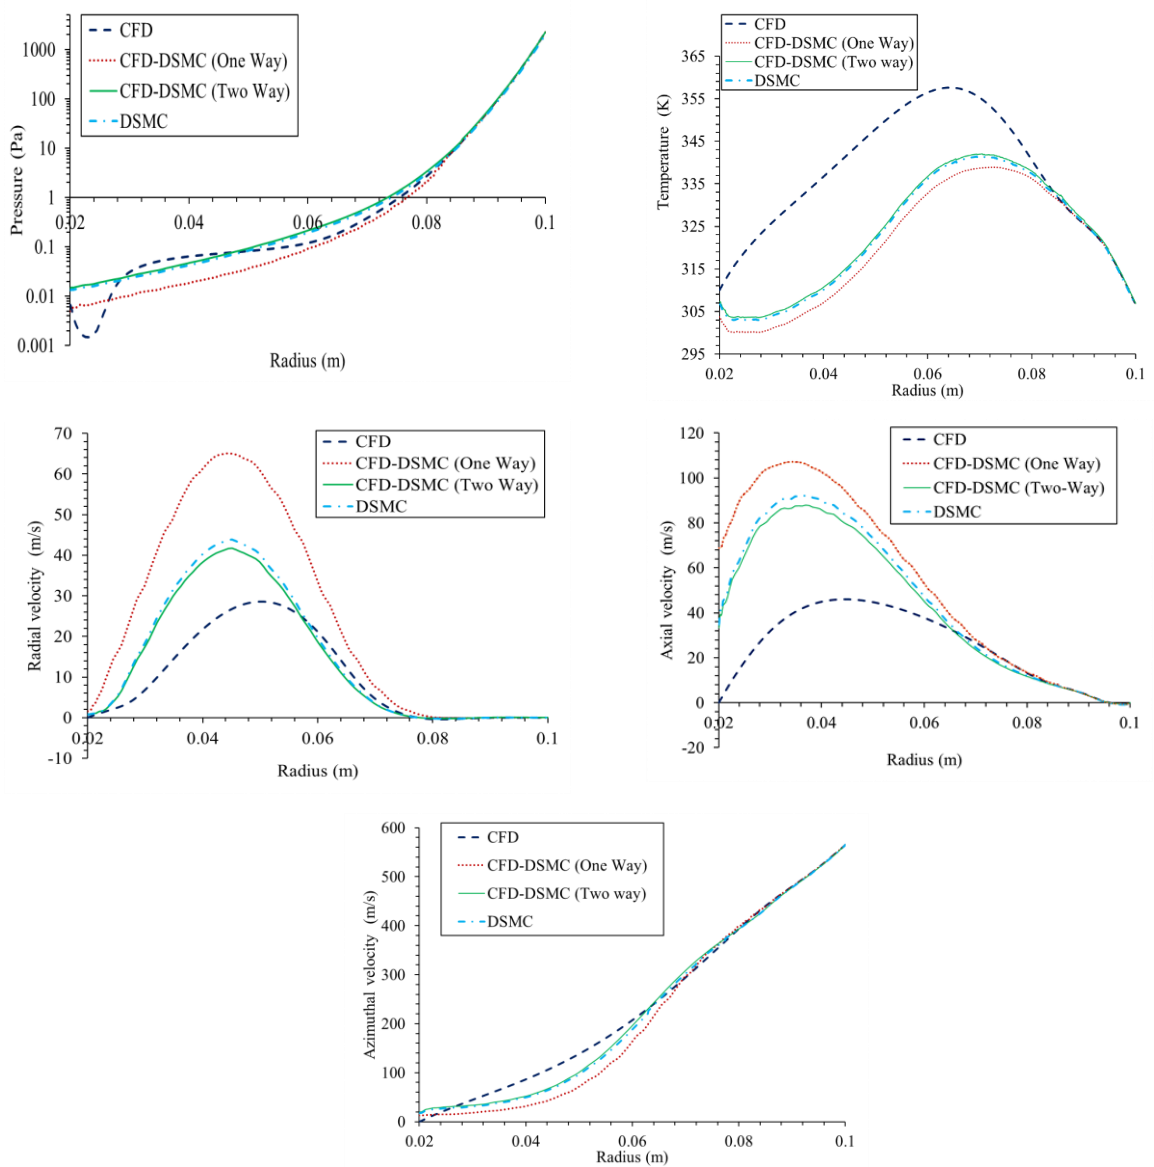 CFD
CFD-DSMC (One Way)
CFD-DSMC (Two Way)
DSMC
1000
100
10
1
0.1
0.01
0.001
0.02
0.04
0.06
0.08
0.1
Pressure (Pa)
Radius (m)
CFD
CFD-DSMC (One Way)
CFD-DSMC (Two way)
DSMC
365
355
345
335
325
315
305
295
0.02
0.04
0.06
0.08
0.1
Temperature (K)
Radius (m)
CFD
CFD-DSMC (One Way)
CFD-DSMC (Two Way)
DSMC
70
60
50
40
30
20
10
0
-10
0.02
0.04
0.06
0.08
0.1
Radial velocity (m/s)
Radius (m)
CFD
CFD-DSMC (One Way)
CFD-DSMC (Two-Way)
DSMC
120
100
80
60
40
20
0
-20
0.02
0.04
0.06
0.08
0.1
Axial velocity (m/s)
Radius (m)
CFD
CFD-DSMC (One Way)
CFD-DSMC (Two way)
DSMC
600
500
400
300
200
100
0
0.02
0.04
0.06
0.08
0.1
Azimuthal velocity (m/s)
Radius (m)